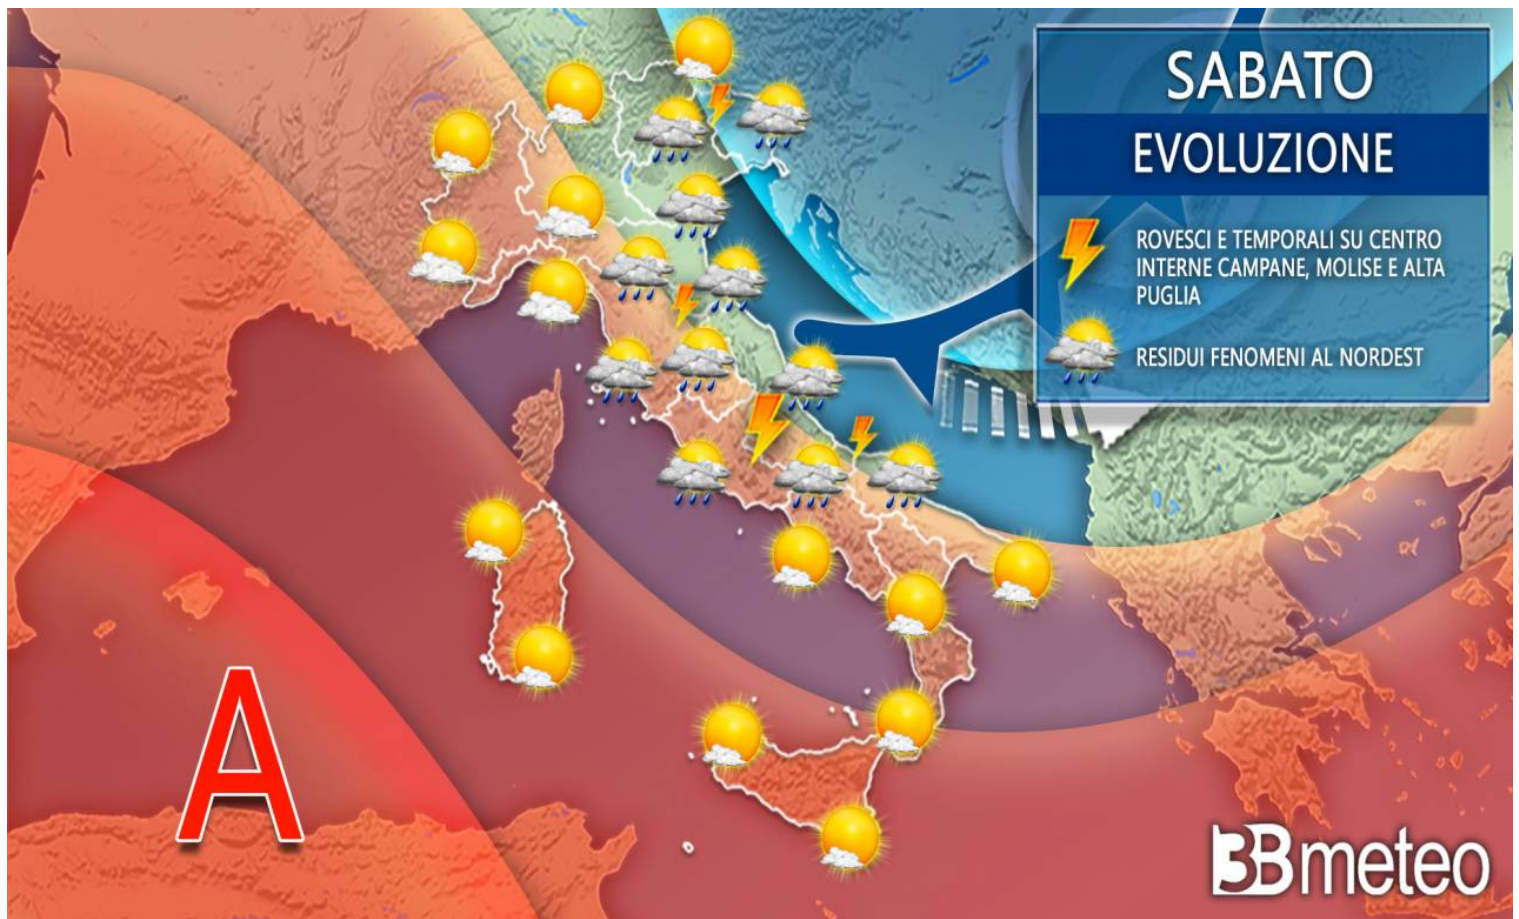 SABATO
EVOLUZIONE
ROVESCI E TEMPORALI SU CENTRO
INTERNE CAMPANE, MOLISE E ALTA
PUGLIA
RESIDUI FENOMENI AL NORDEST
A
3Bmeteo